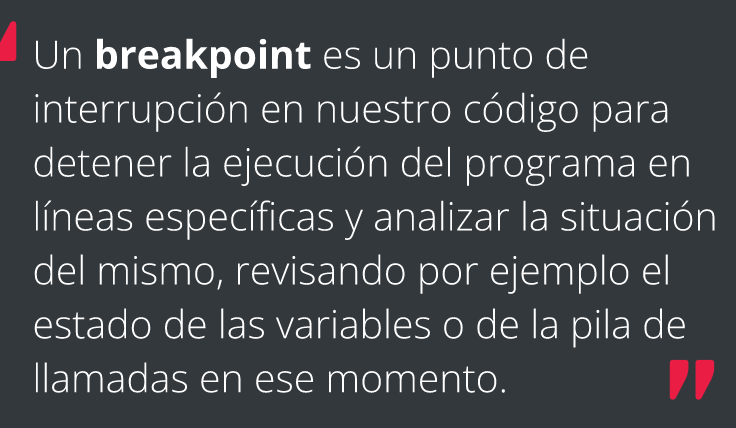 Un breakpoint es un punto de
interrupción en nuestro código para
detener la ejecución del programa en
líneas específicas y analizar la situación
del mismo, revisando por ejemplo el
estado de las variables o de la pila de
llamadas en ese momento.